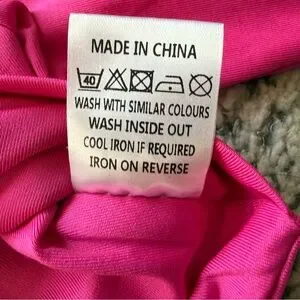 MADE IN CHINA
40
WASH WITH SIMILAR COLOURS
WASH INSIDE OUT
COOL IRON IF REQUIRED
IRON ON REVERSE